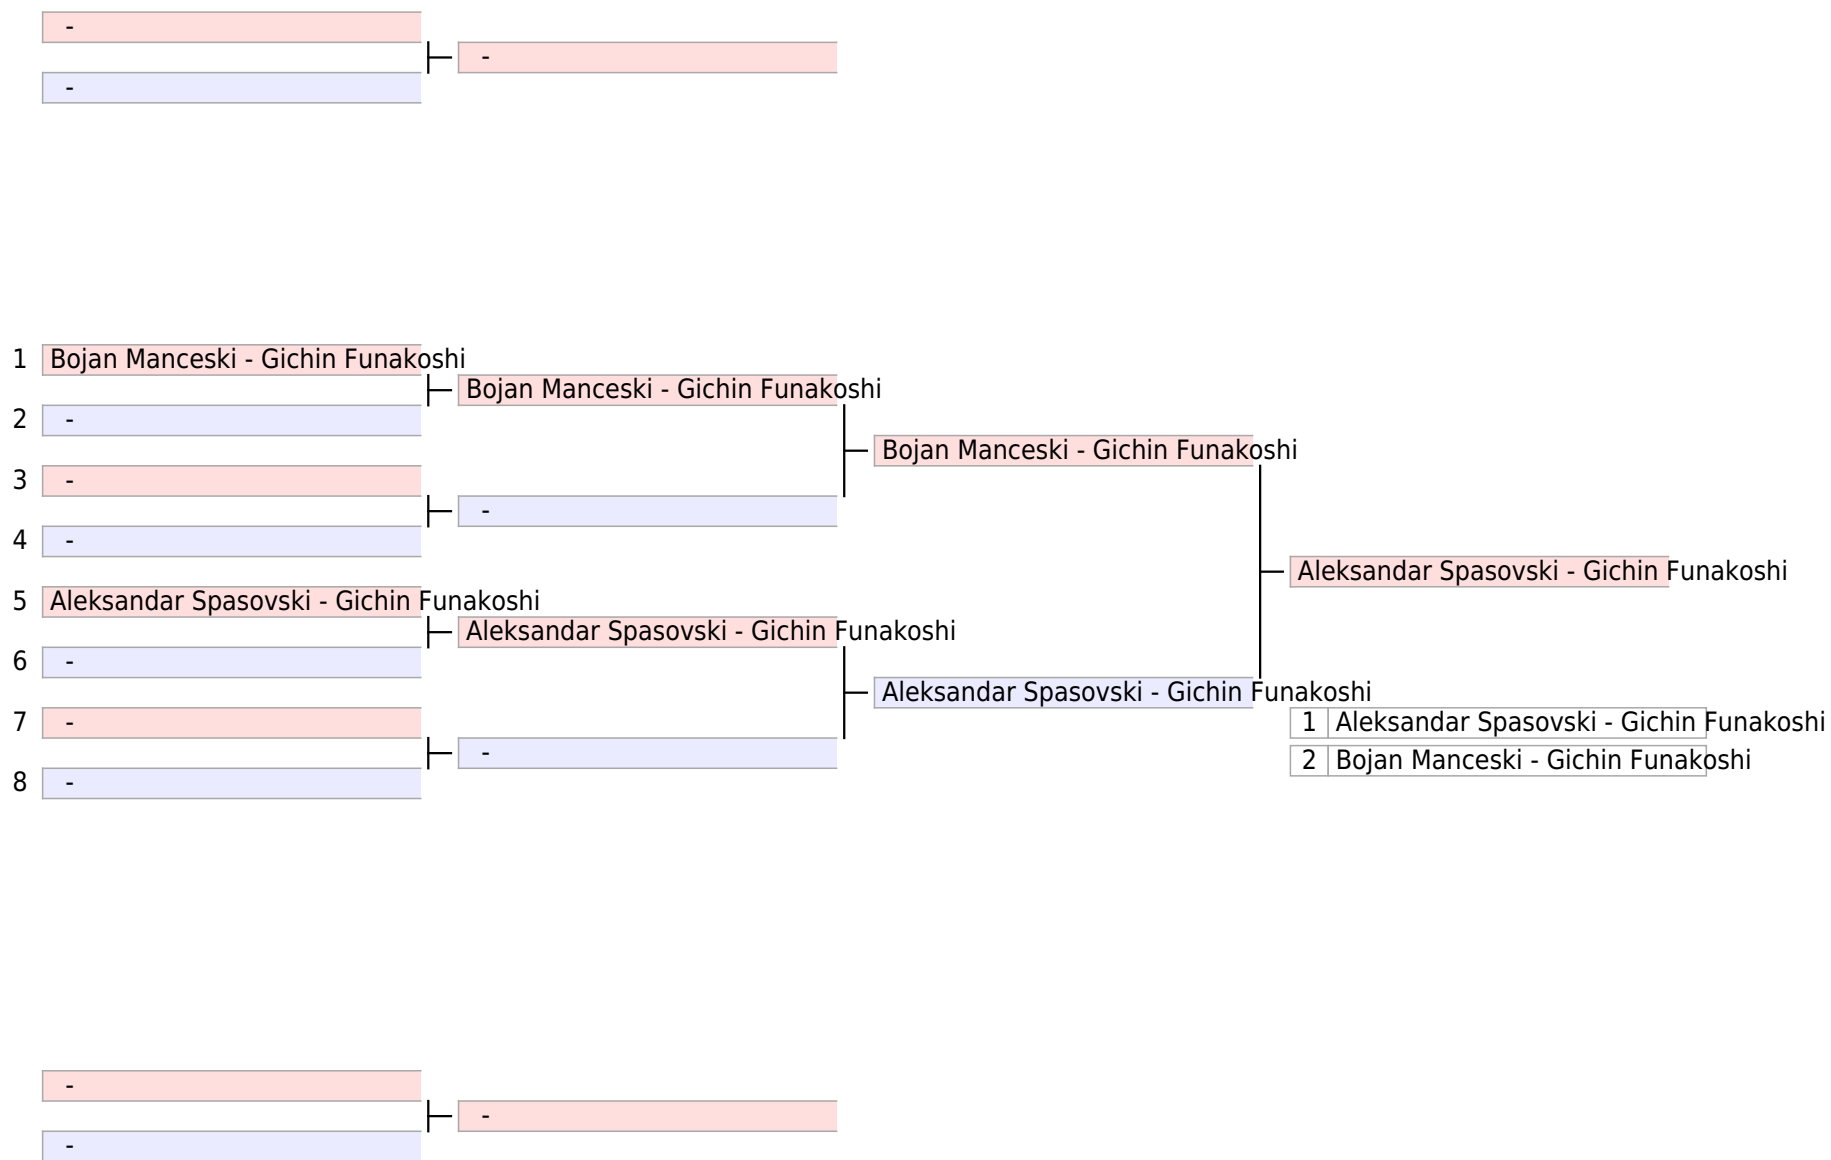 -
-
-
1 Bojan Manceski - Gichin Funakoshi
Bojan Manceski - Gichin Funakoshi
2 -
Bojan Manceski - Gichin Funakoshi
3 -
-
4 -
Aleksandar Spasovski - Gichin Funakoshi
5 Aleksandar Spasovski - Gichin Funakoshi
Aleksandar Spasovski - Gichin Funakoshi
6 -
Aleksandar Spasovski - Gichin Funakoshi
7 -
1 Aleksandar Spasovski - Gichin Funakoshi
-
2 Bojan Manceski - Gichin Funakoshi
8 -
-
-
-